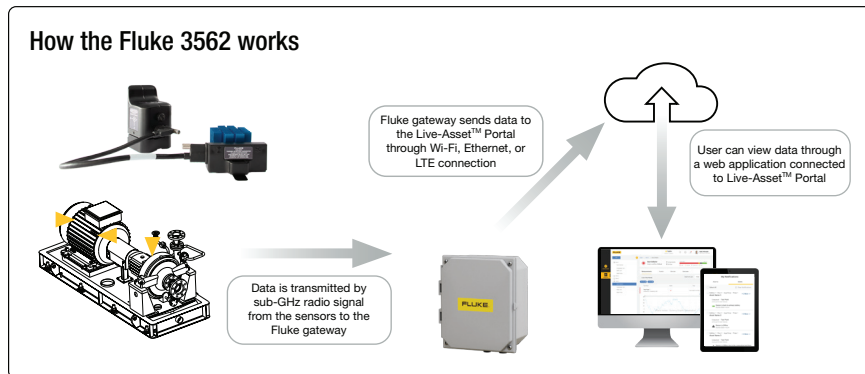 How the Fluke 3562 works
Fluke gateway sends data to
the Live-Asset™ Portal
through Wi-Fi, Ethernet, or
LTE connection
User can view data through
a web application connected
to Live-Asset™ Portal
Data is transmitted by
sub-GHz radio signal
from the sensors to the
Fluke gateway
FLUKE